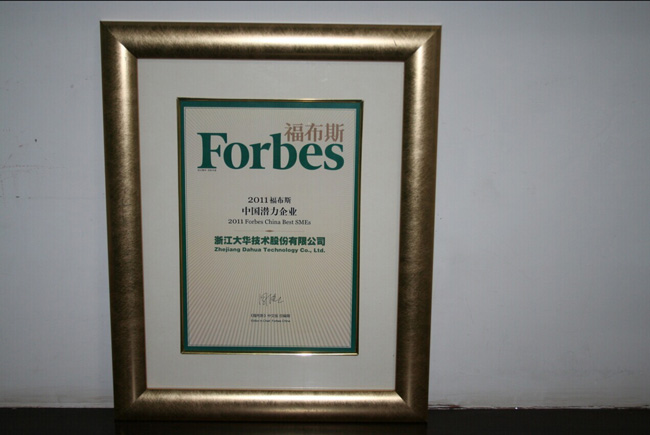 福布斯
Forbes
2011 福布斯
中国潜力企业
2011 Forbes China Best SMEs
浙江大华技术股份有限公司
Zhejiang Dahua Technology Co., Ltd.